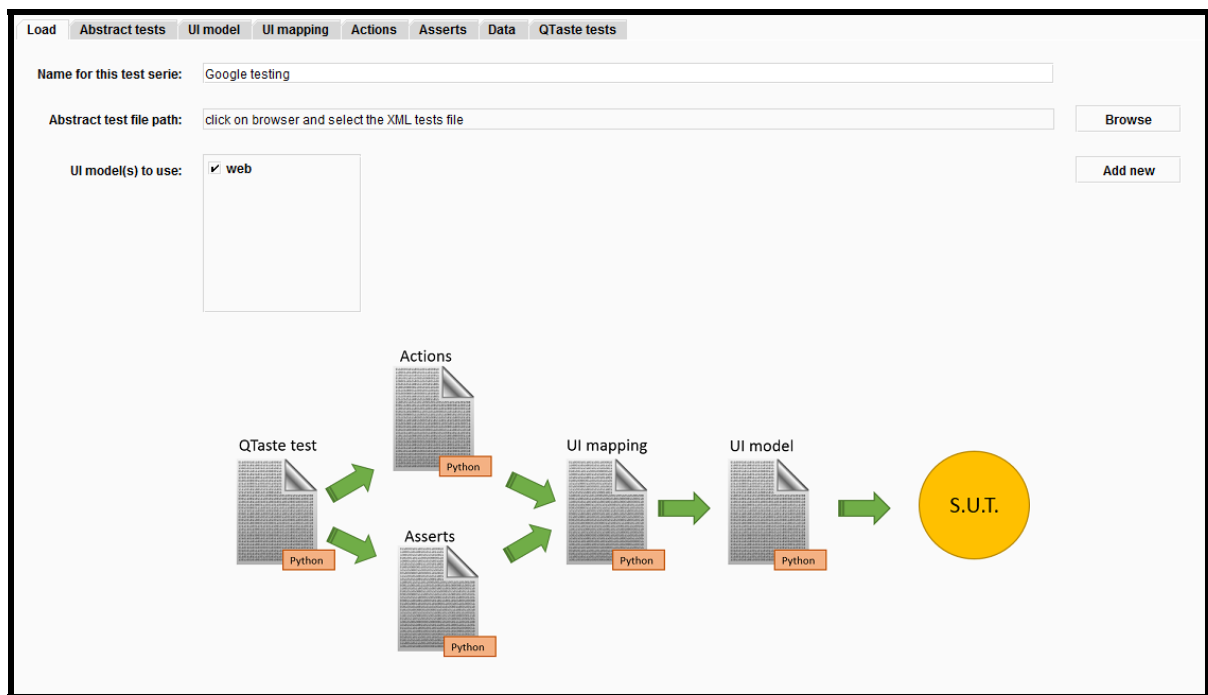 Load Abstract tests UI model UI mapping Actions Asserts Data QTaste tests
Name for this test serie: Google testing
Abstract test file path: click on browser and select the XML tests file Browse
UI model(s) to use: web Add new
Actions
Python
QTaste test
Python
Asserts
Python
UI mapping
Python
UI model
Python
S.U.T.